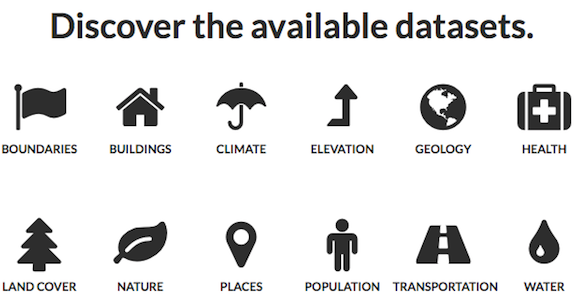 Discover the available datasets.
BOUNDARIES BUILDINGS CLIMATE ELEVATION GEOLOGY HEALTH
LAND COVER NATURE PLACES POPULATION TRANSPORTATION WATER